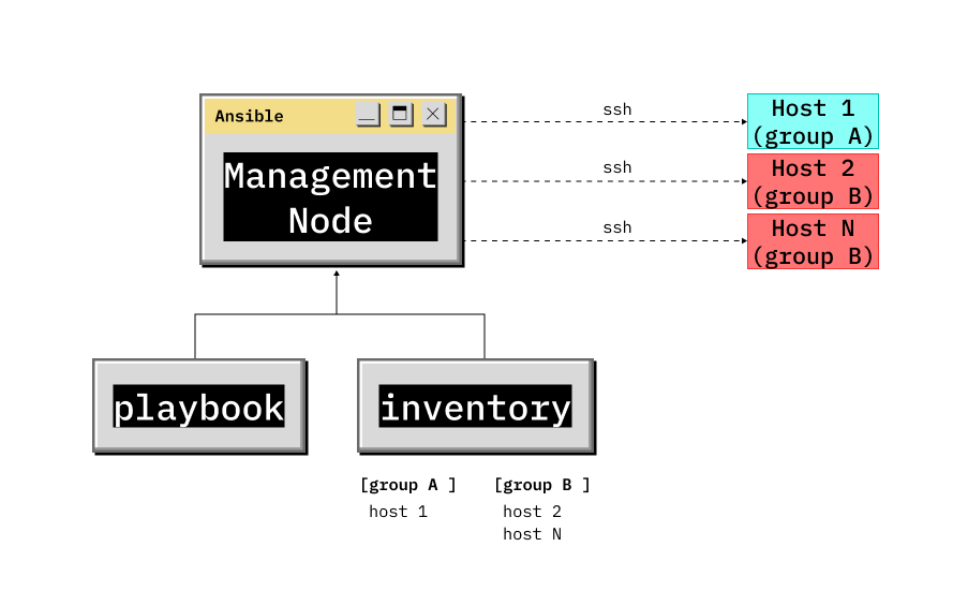 Ansible
Management
Node
ssh
ssh
ssh
Host 1
(group A)
Host 2
(group B)
Host N
(group B)
playbook
inventory
[group A ]
host 1
[group B ]
host 2
host N